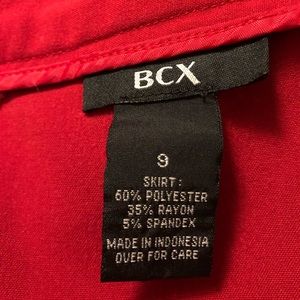 BCX
9
SKIRT:
60% POLYESTER
35% RAYON
5% SPANDEX
MADE IN INDONESIA
OVER FOR CARE